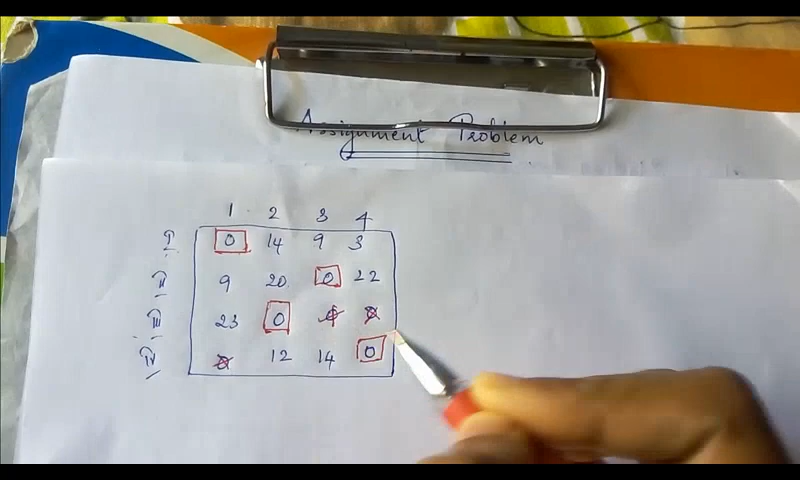 Assignment Problem
1 2 3 4
I 0 14 9 3
II 9 20 0 22
III 23 0 0 0
IV 0 12 14 0